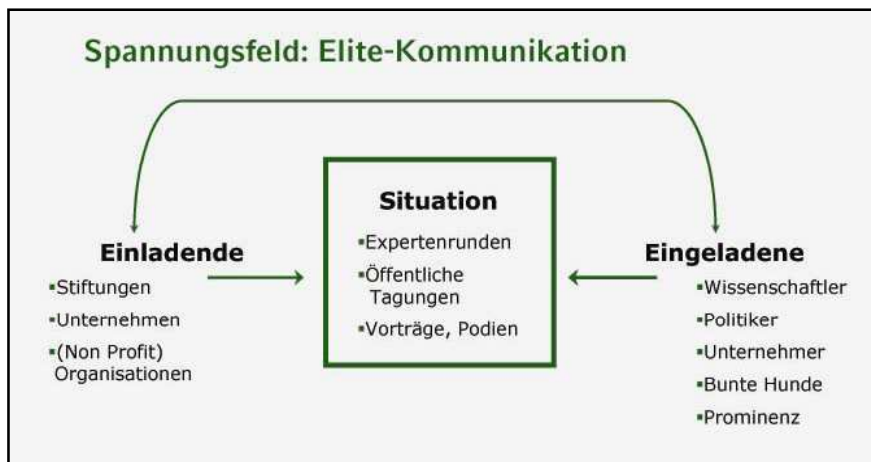 Spannungsfeld: Elite-Kommunikation
Einladende
▪Stiftungen
▪Unternehmen
▪(Non Profit)
Organisationen
Situation
▪Expertenrunden
▪Öffentliche
Tagungen
▪Vorträge, Podien
Eingeladene
▪Wissenschaftler
▪Politiker
▪Unternehmer
▪Bunte Hunde
▪Prominenz